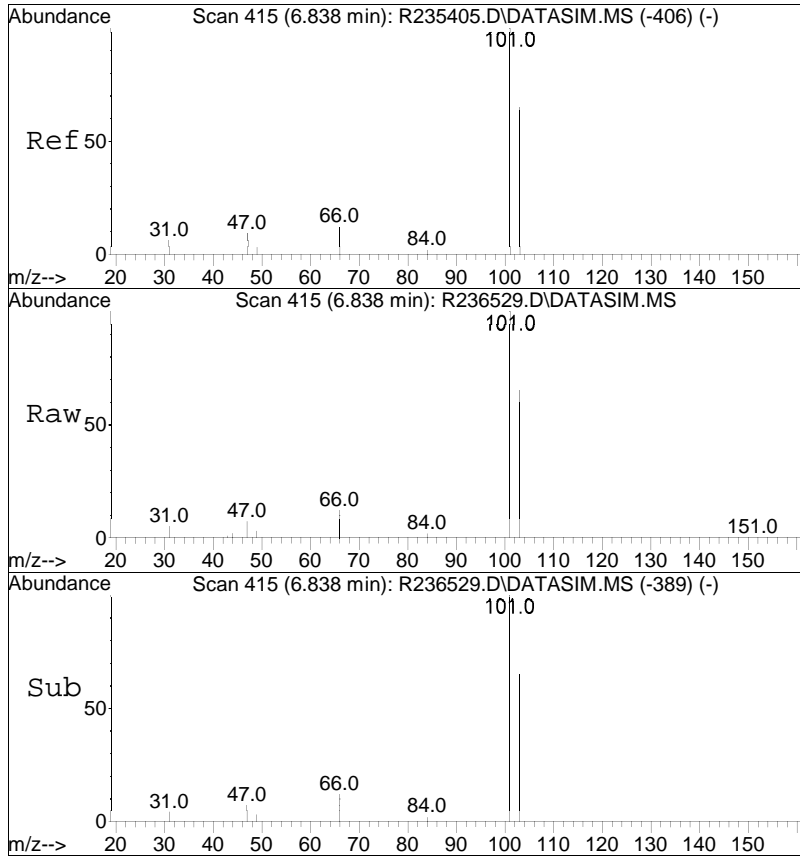 Abundance Scan 415 (6.838 min): R235405.D\DATASIM.MS (-406) (-)
101.0
Ref 50
31.0 47.0 66.0 84.0
0
m/z--> 20 30 40 50 60 70 80 90 100 110 120 130 140 150
Abundance Scan 415 (6.838 min): R236529.D\DATASIM.MS
101.0
Raw 50
31.0 47.0 66.0 84.0 151.0
0
m/z--> 20 30 40 50 60 70 80 90 100 110 120 130 140 150
Abundance Scan 415 (6.838 min): R236529.D\DATASIM.MS (-389) (-)
101.0
Sub 50
31.0 47.0 66.0 84.0
0
m/z--> 20 30 40 50 60 70 80 90 100 110 120 130 140 150